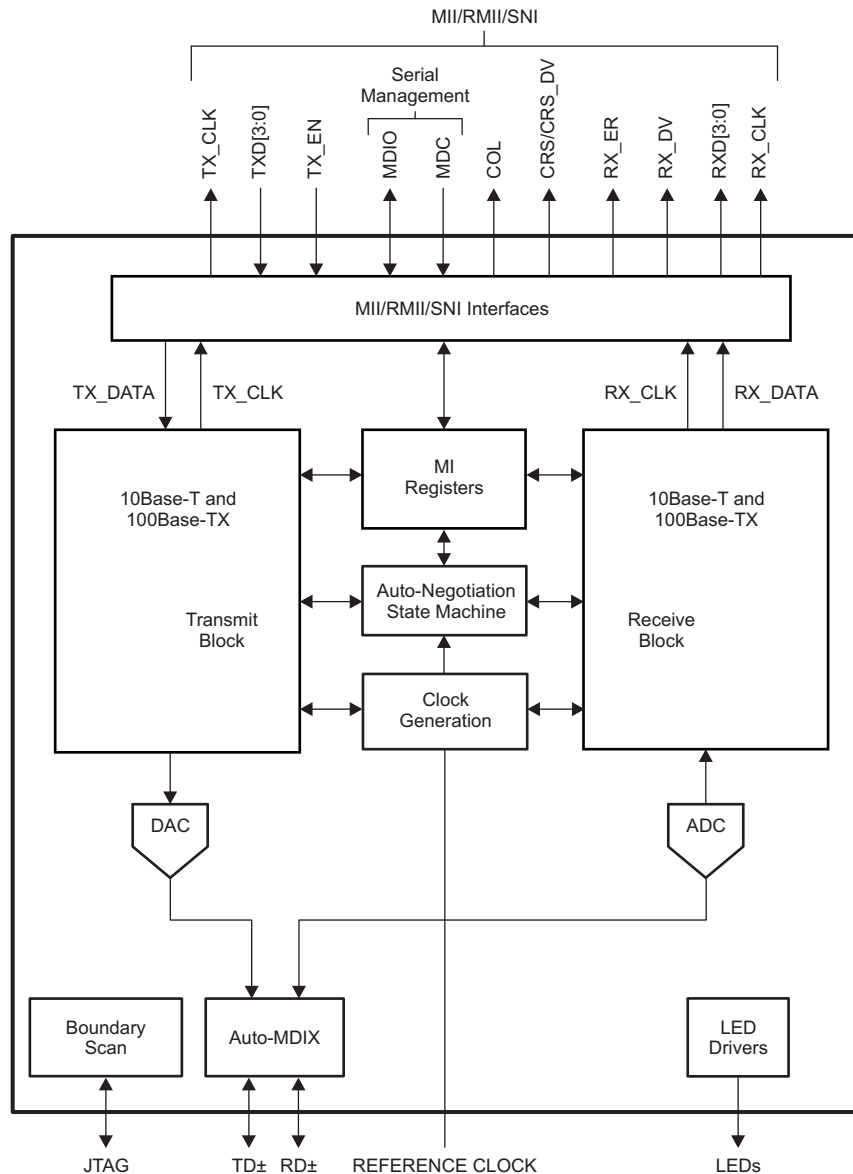 MII/RMII/SNI
Serial
Management
TX_CLK
TXD[3:0]
TX_EN
MDIO
MDC
COL
CRS/CRS_DV
RX_ER
RX_DV
RXD[3:0]
RX_CLK
MII/RMII/SNI Interfaces
TX_DATA
TX_CLK
RX_CLK
RX_DATA
10Base-T and
100Base-TX
Transmit
Block
MI
Registers
Auto-Negotiation
State Machine
Clock
Generation
10Base-T and
100Base-TX
Receive
Block
DAC
ADC
Boundary
Scan
Auto-MDIX
LED
Drivers
JTAG
TD±
RD±
REFERENCE CLOCK
LEDs